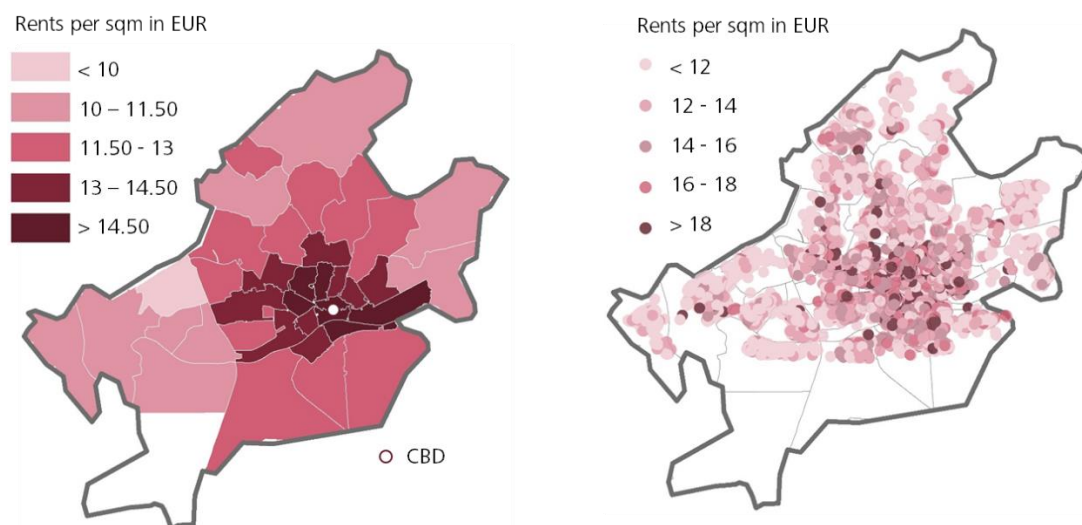 Rents per sqm in EUR
< 10
10 – 11.50
11.50 - 13
13 – 14.50
> 14.50
CBD
Rents per sqm in EUR
< 12
12 - 14
14 - 16
16 - 18
> 18